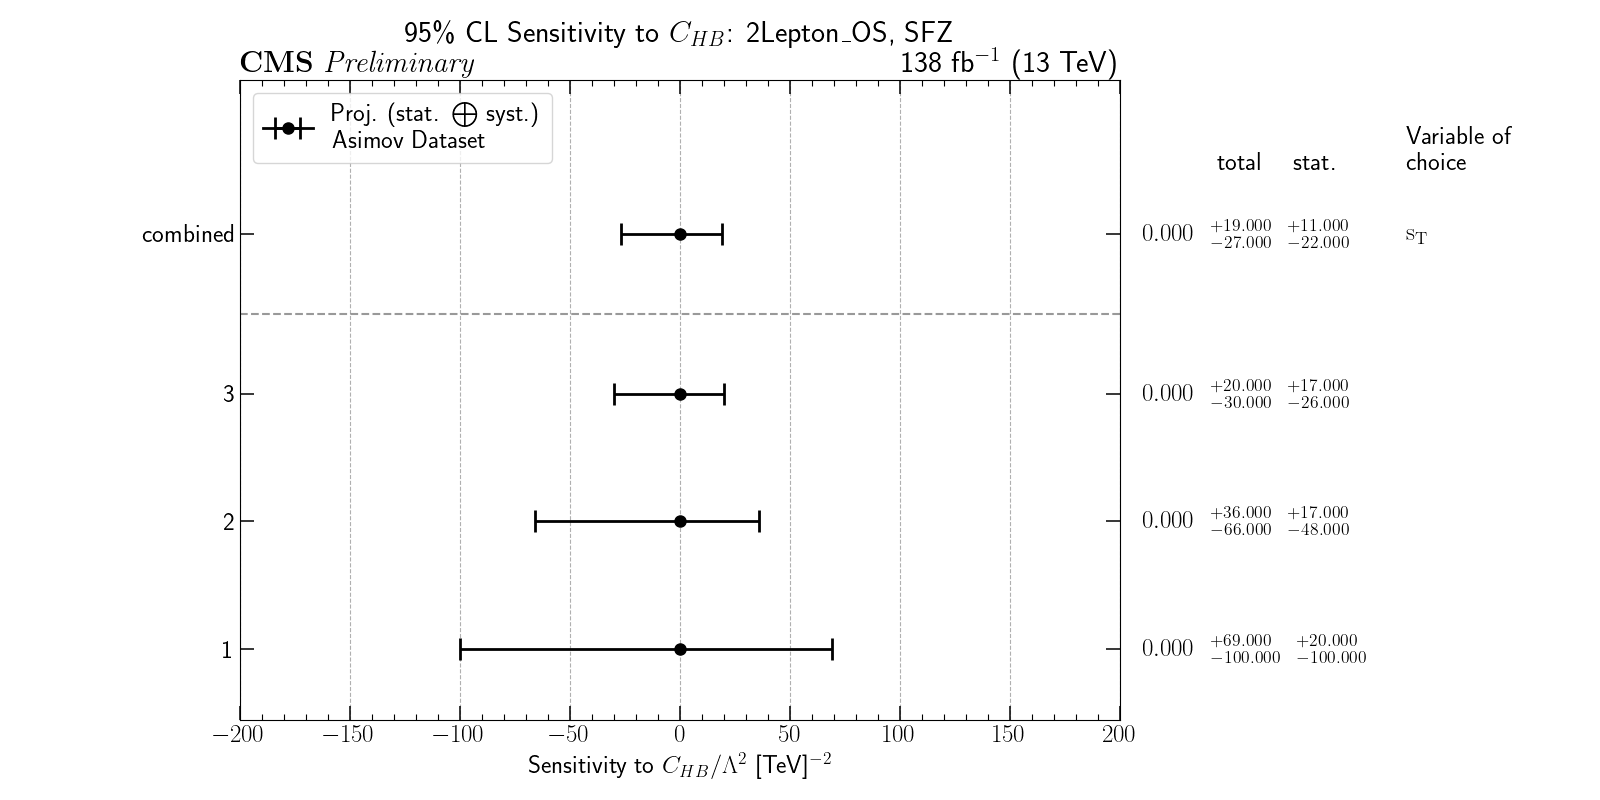 95% CL Sensitivity to C_{HB}: 2Lepton_OS, SFZ
CMS Preliminary 138 fb^{−1} (13 TeV)
Proj. (stat. ⨁ syst.)
Asimov Dataset
Variable of
total stat. choice
combined 0.000 +19.000 −27.000 +11.000 −22.000 s_T
3 0.000 +20.000 −30.000 +17.000 −26.000
2 0.000 +36.000 −66.000 +17.000 −48.000
1 0.000 +69.000 −100.000 +20.000 −100.000
−200 −150 −100 −50 0 50 100 150 200
Sensitivity to C_{HB}/Λ^2 [TeV]^{−2}